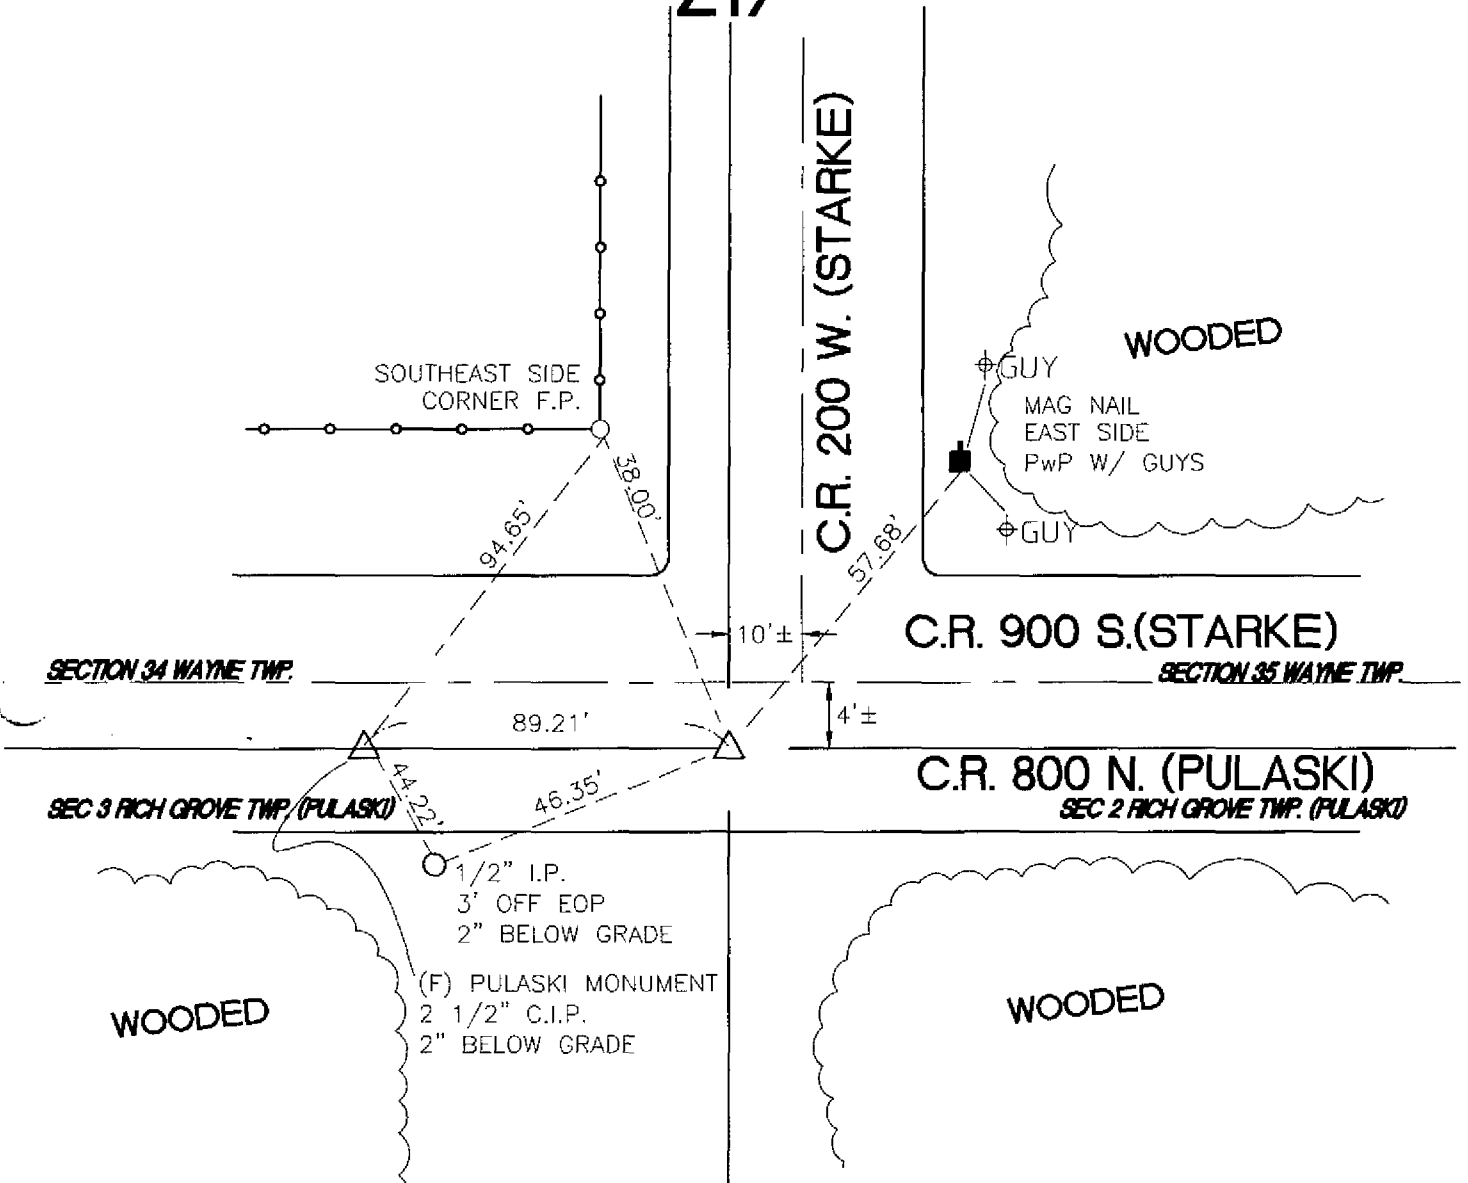 C.R. 200 W. (STARKE)
WOODED
SOUTHEAST SIDE
CORNER F.P.
GUY
MAG NAIL
EAST SIDE
PwP W/ GUYS
GUY
38.00'
94.65'
57.68'
10'±
C.R. 900 S.(STARKE)
SECTION 34 WAYNE TWP.
SECTION 35 WAYNE TWP.
89.21'
4'±
C.R. 800 N. (PULASKI)
44.22'
46.35'
SEC 3 RICH GROVE TWP. (PULASKI)
SEC 2 RICH GROVE TWP. (PULASKI)
1/2" I.P.
3' OFF EOP
2" BELOW GRADE
(F) PULASKI MONUMENT
2 1/2" C.I.P.
2" BELOW GRADE
WOODED
WOODED